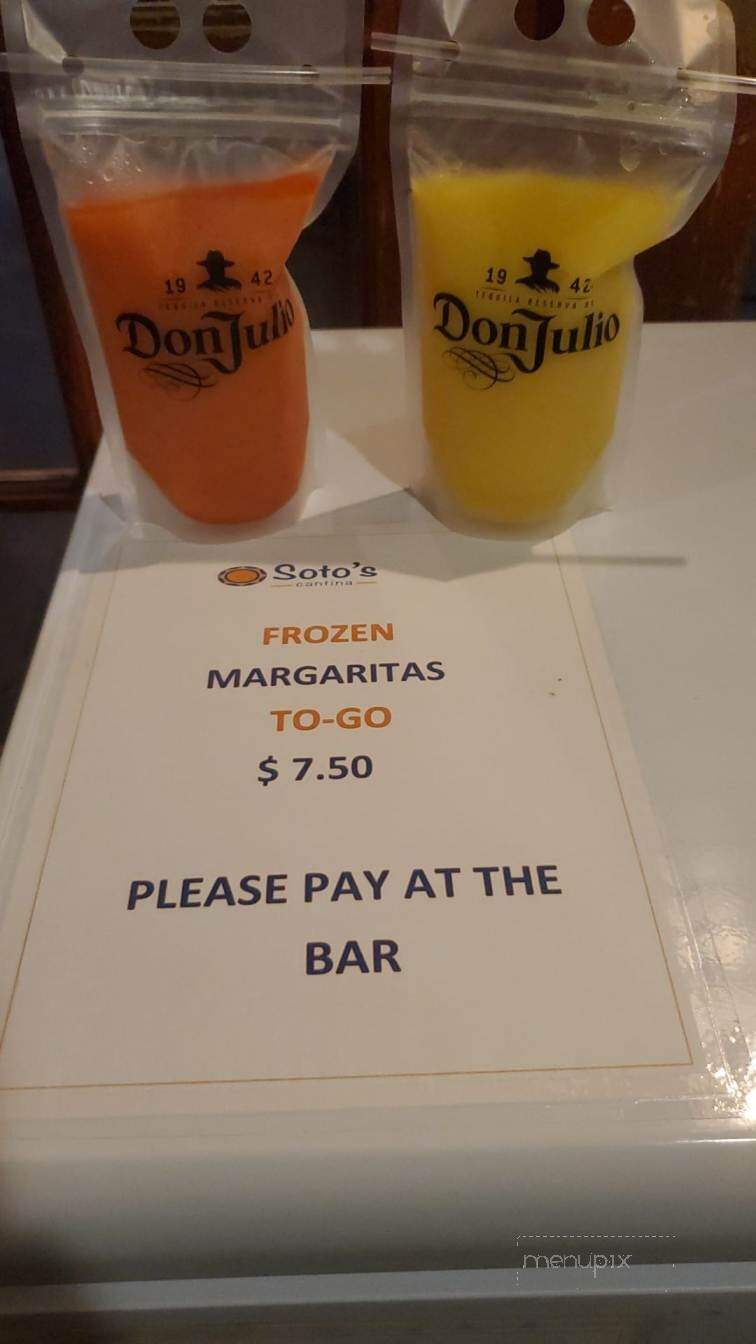 19 42
TEQUILA RESERVA DE
Don Julio
19 42
TEQUILA RESERVA DE
Don Julio
Soto's
cantina
FROZEN
MARGARITAS
TO-GO
$ 7.50
PLEASE PAY AT THE
BAR
menupix